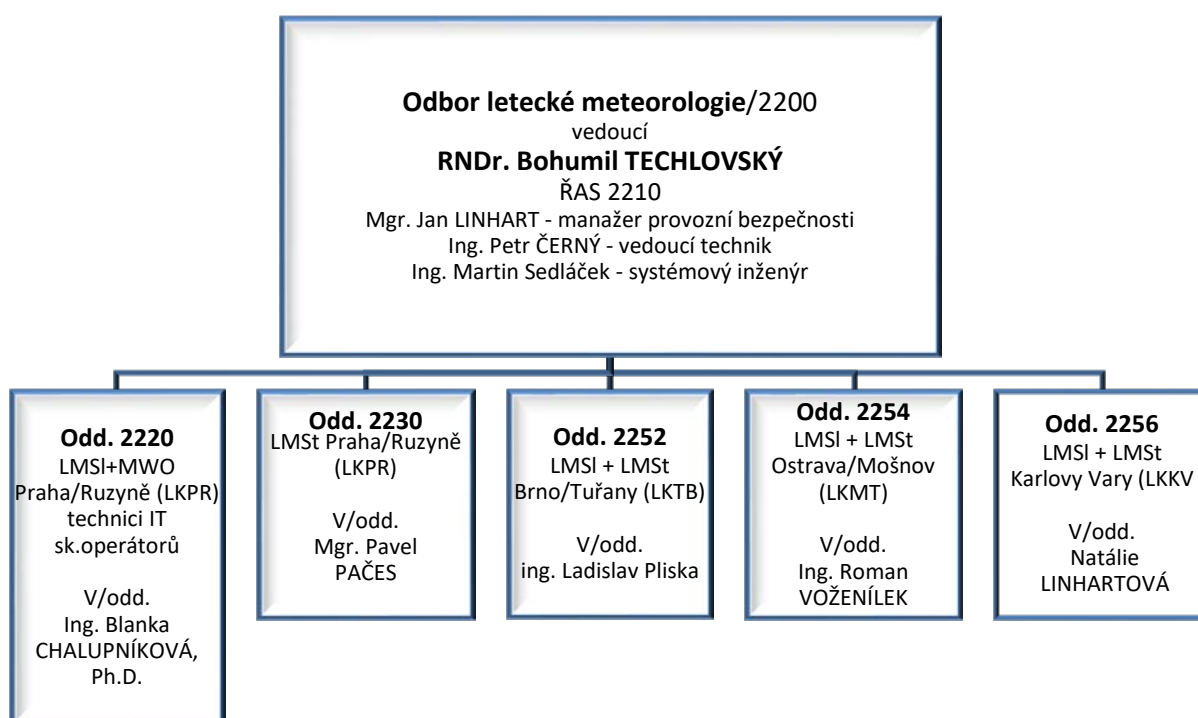 Odbor letecké meteorologie/2200
vedoucí
RNDr. Bohumil TECHLOVSKÝ
ŘAS 2210
Mgr. Jan LINHART - manažer provozní bezpečnosti
Ing. Petr ČERNÝ - vedoucí technik
Ing. Martin Sedláček - systémový inženýr
Odd. 2220
LMSl+MWO
Praha/Ruzyně (LKPR)
technici IT
sk.operátorů
V/odd.
Ing. Blanka
CHALUPNÍKOVÁ,
Ph.D.
Odd. 2230
LMSt Praha/Ruzyně
(LKPR)
V/odd.
Mgr. Pavel
PAČES
Odd. 2252
LMSl + LMSt
Brno/Tuřany (LKTB)
V/odd.
ing. Ladislav Pliska
Odd. 2254
LMSl + LMSt
Ostrava/Mošnov
(LKMT)
V/odd.
Ing. Roman
VOŽENÍLEK
Odd. 2256
LMSl + LMSt
Karlovy Vary (LKKV
V/odd.
Natálie
LINHARTOVÁ